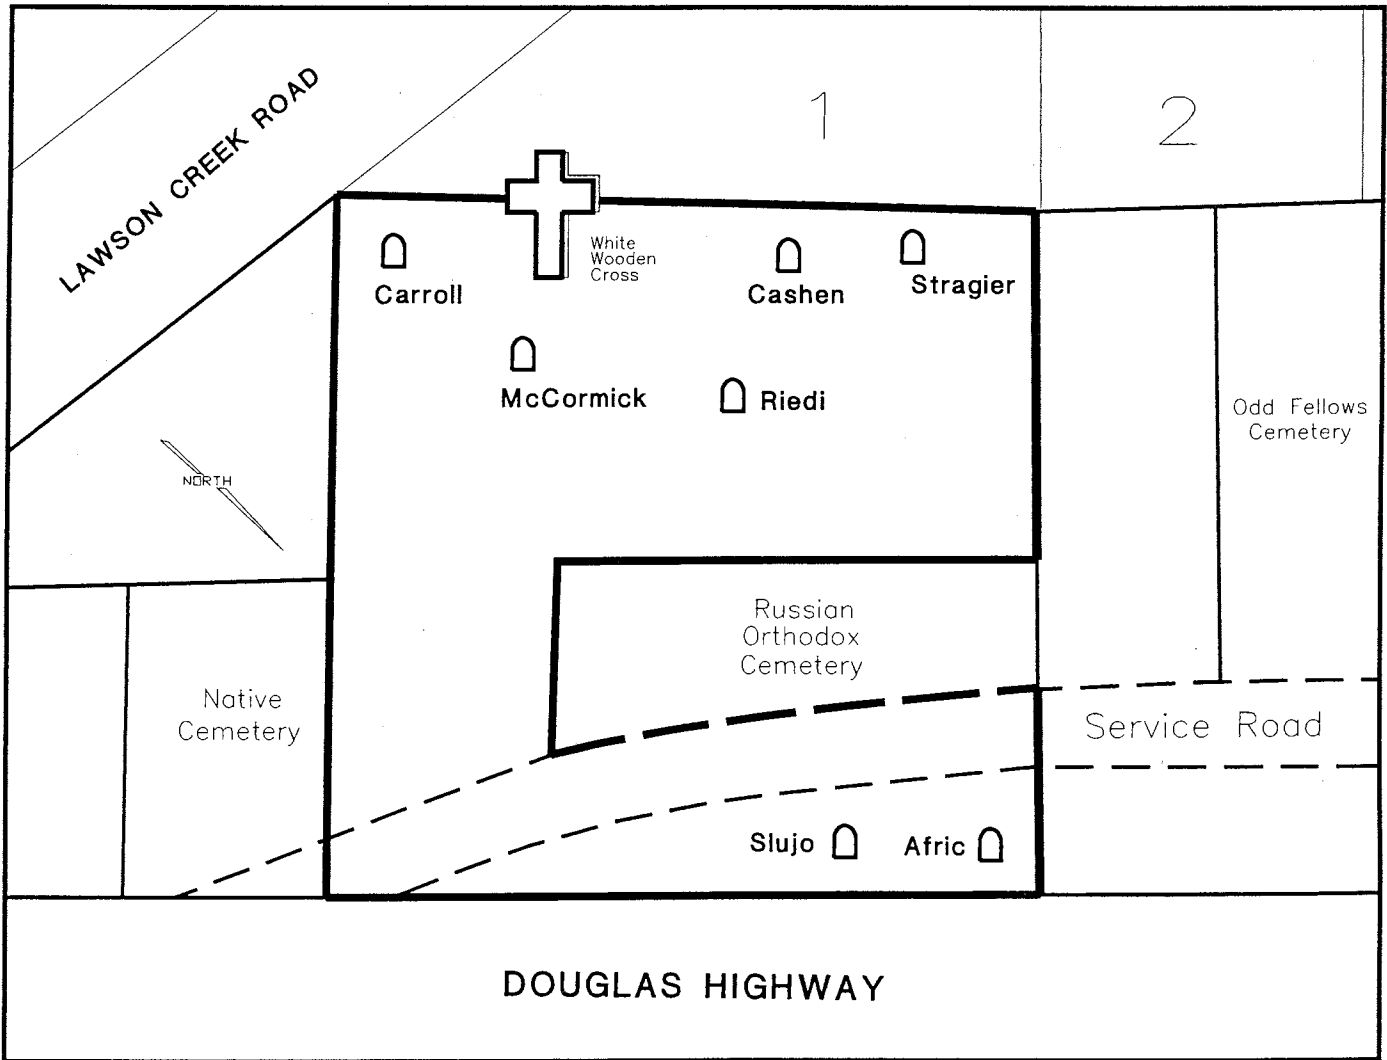 LAWSON CREEK ROAD
1
2
White
Wooden
Cross
Carroll
Cashen
Stragier
McCormick
Riedi
Odd Fellows
Cemetery
NORTH
Russian
Orthodox
Cemetery
Native
Cemetery
Service Road
Slujo
Afric
DOUGLAS HIGHWAY